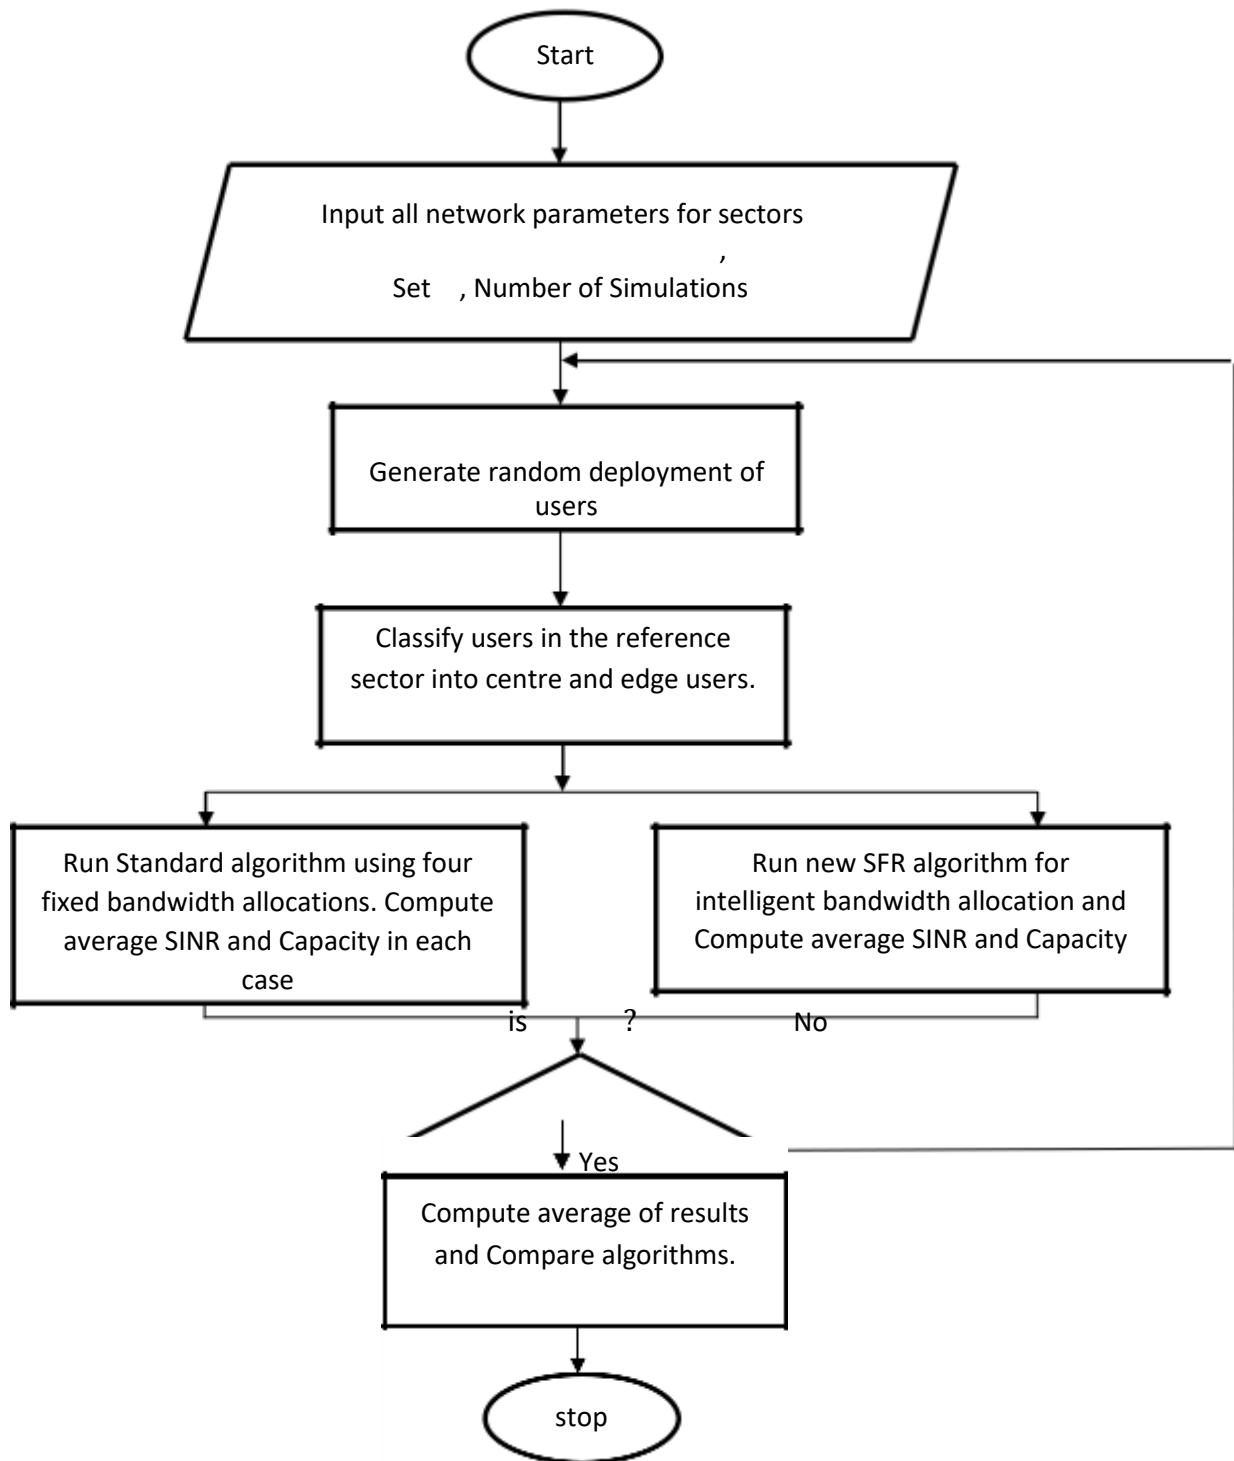 Start
Input all network parameters for sectors
,
Set , Number of Simulations
Generate random deployment of
users
Classify users in the reference
sector into centre and edge users.
Run Standard algorithm using four
fixed bandwidth allocations. Compute
average SINR and Capacity in each
case
Run new SFR algorithm for
intelligent bandwidth allocation and
Compute average SINR and Capacity
is ? No
Yes
Compute average of results
and Compare algorithms.
stop